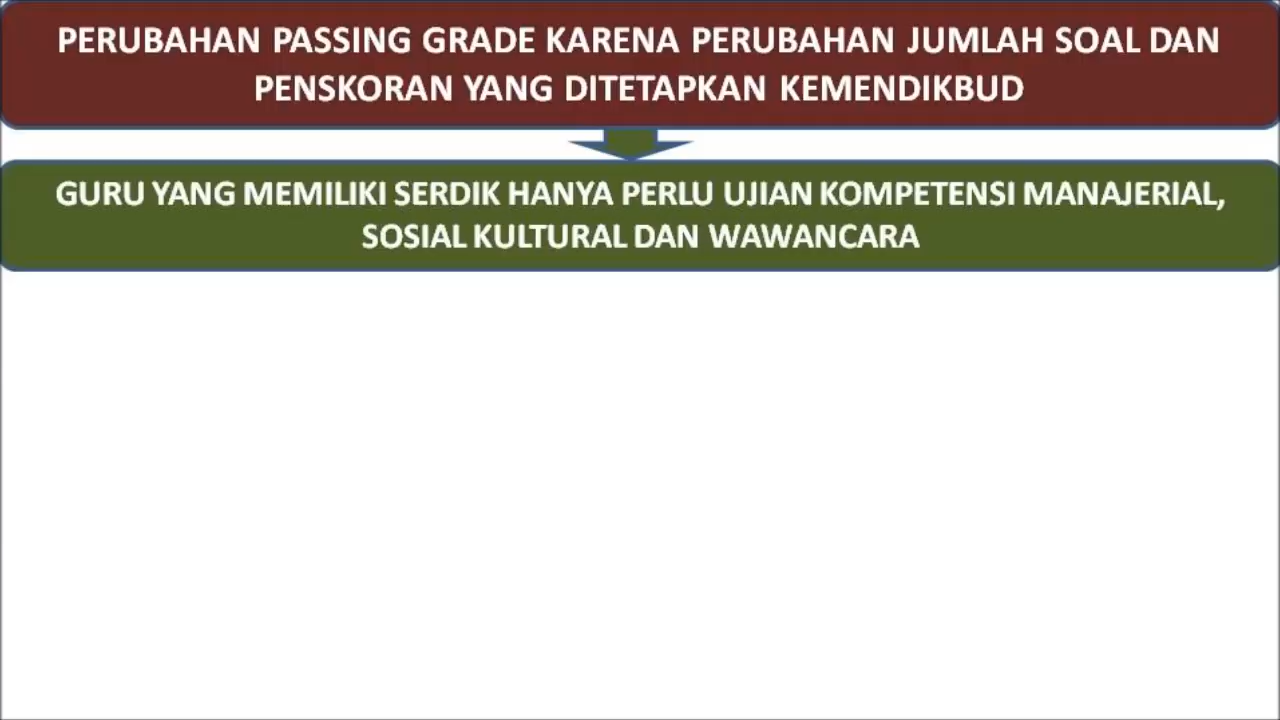 PERUBAHAN PASSING GRADE KARENA PERUBAHAN JUMLAH SOAL DAN
PENSKORAN YANG DITETAPKAN KEMENDIKBUD
GURU YANG MEMILIKI SERDIK HANYA PERLU UJIAN KOMPETENSI MANAJERIAL,
SOSIAL KULTURAL DAN WAWANCARA